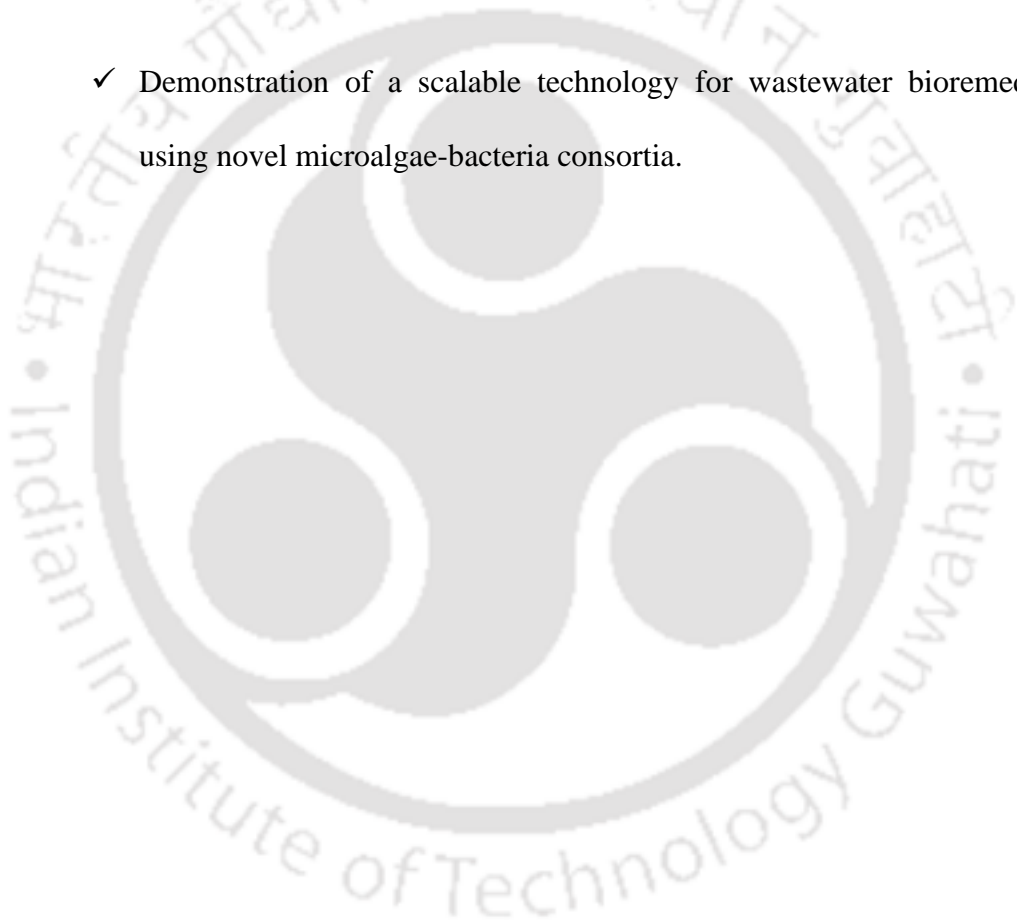 ✓ Demonstration of a scalable technology for wastewater bioremed
using novel microalgae-bacteria consortia.
Indian Institute of Technology Guwahati